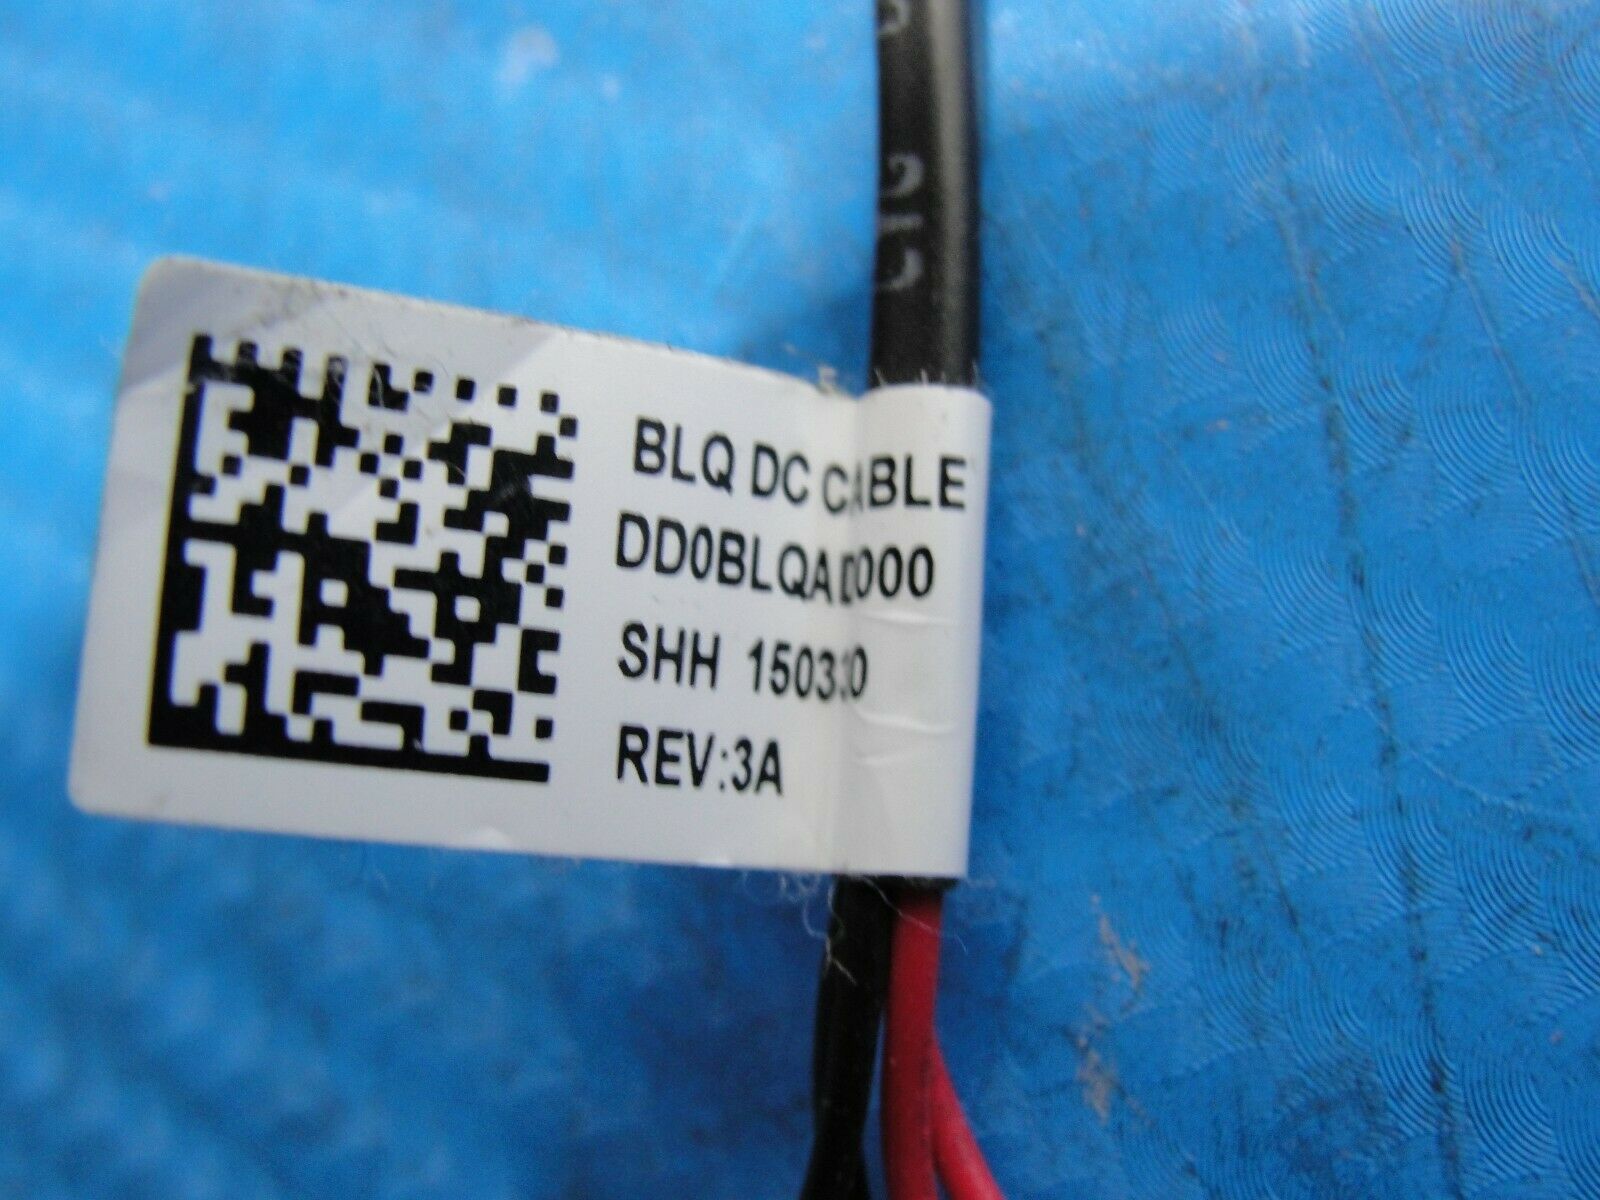 BLQ DC CABLE
DD0BLQAD000
SHH
REV:3A